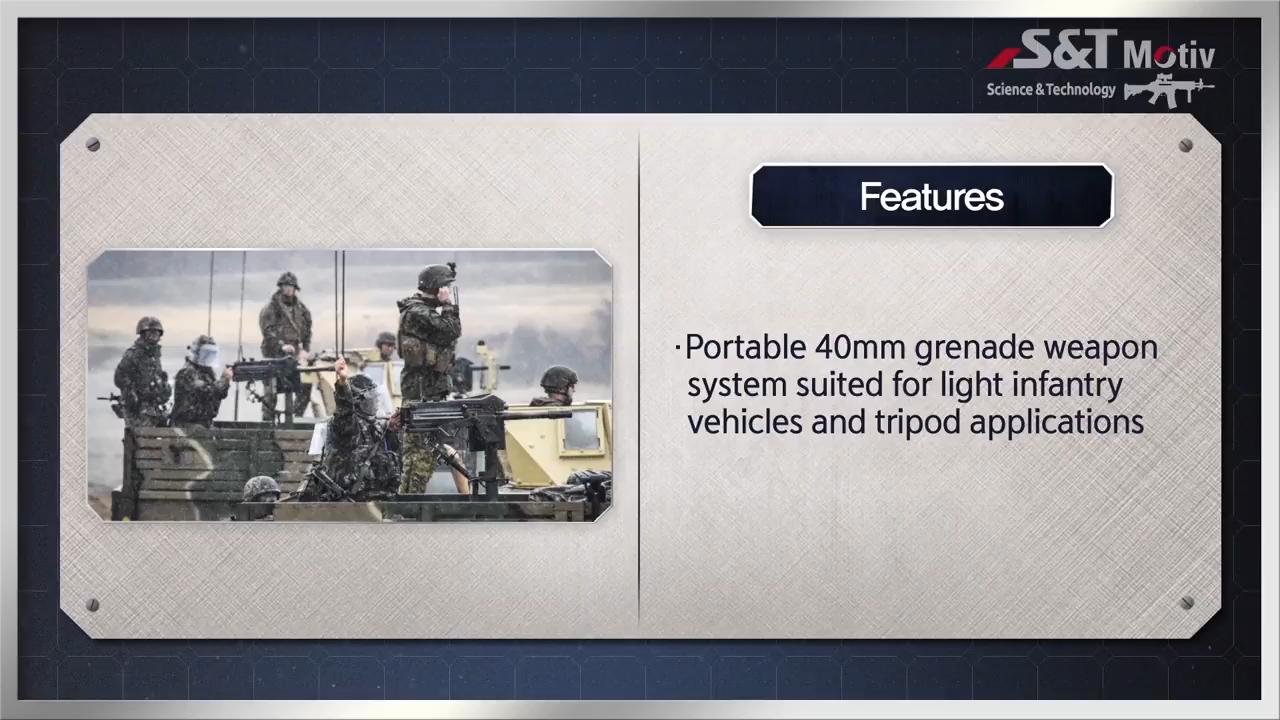 S&T Motiv
Science & Technology
Features
·Portable 40mm grenade weapon
system suited for light infantry
vehicles and tripod applications